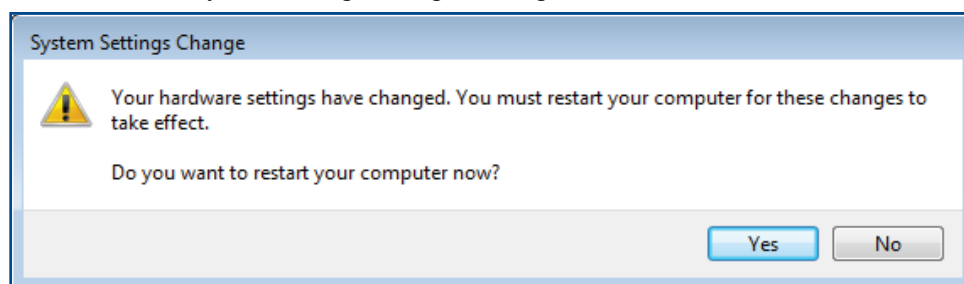 System Settings Change
Your hardware settings have changed. You must restart your computer for these changes to
take effect.
Do you want to restart your computer now?
Yes No